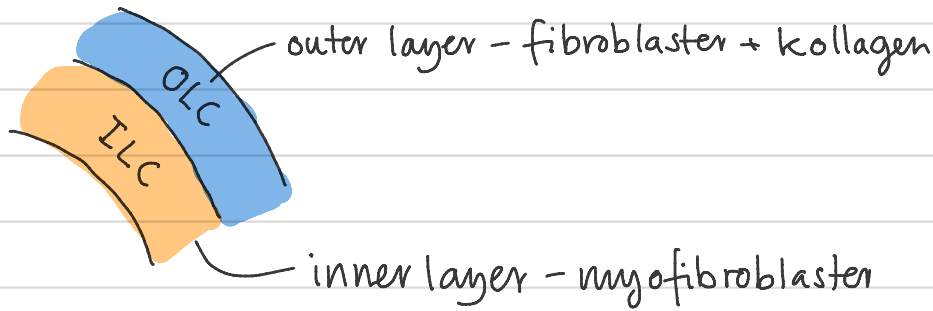 outer layer - fibroblaster + kollagen
OLC
ILC
inner layer - myofibroblaster